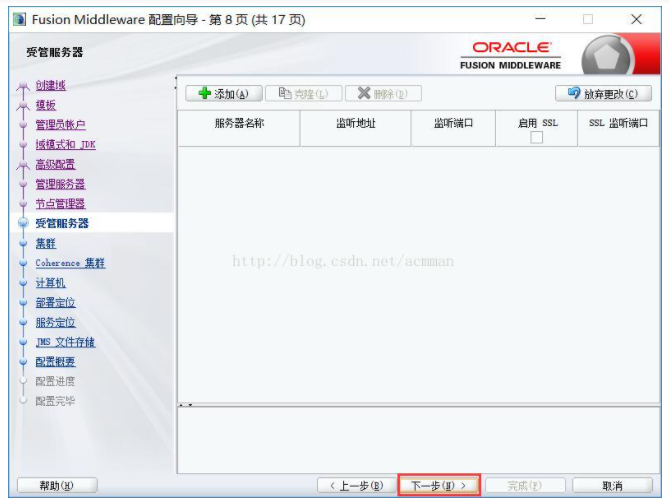 Fusion Middleware 配置向导 - 第 8 页 (共 17 页)
受管服务器
ORACLE
FUSION MIDDLEWARE
创建域
模板
管理员帐户
域模式和 JDK
高级配置
管理服务器
节点管理器
受管服务器
集群
Coherence 集群
计算机
部署定位
服务定位
JMS 文件存储
配置概要
配置进度
配置完毕
添加(A) 克隆(L) 删除(D) 放弃更改(C)
服务器名称 监听地址 监听端口 启用 SSL SSL 监听端口
http://blog.csdn.net/acmman
帮助(H) < 上一步(B) 下一步(N) > 完成(F) 取消